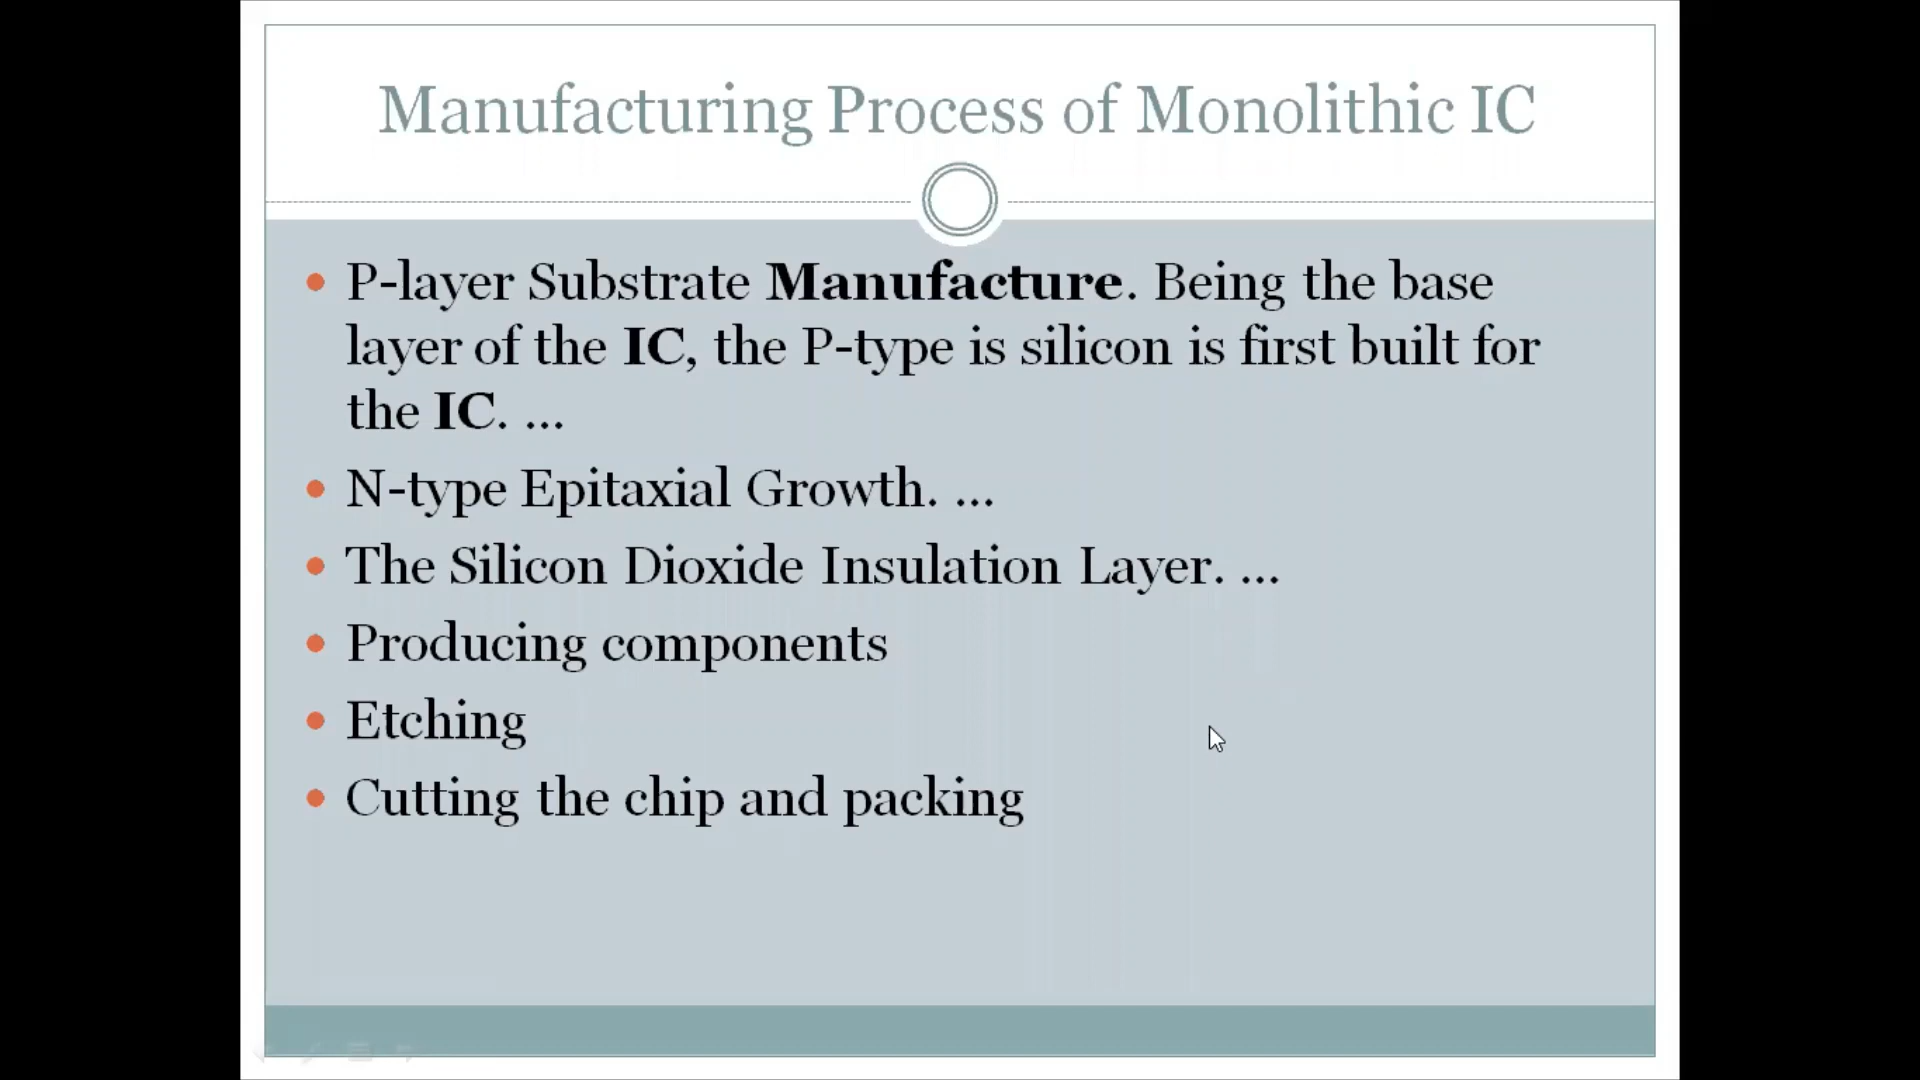 Manufacturing Process of Monolithic IC
• P-layer Substrate Manufacture. Being the base
layer of the IC, the P-type is silicon is first built for
the IC. ...
• N-type Epitaxial Growth. ...
• The Silicon Dioxide Insulation Layer. ...
• Producing components
• Etching
• Cutting the chip and packing